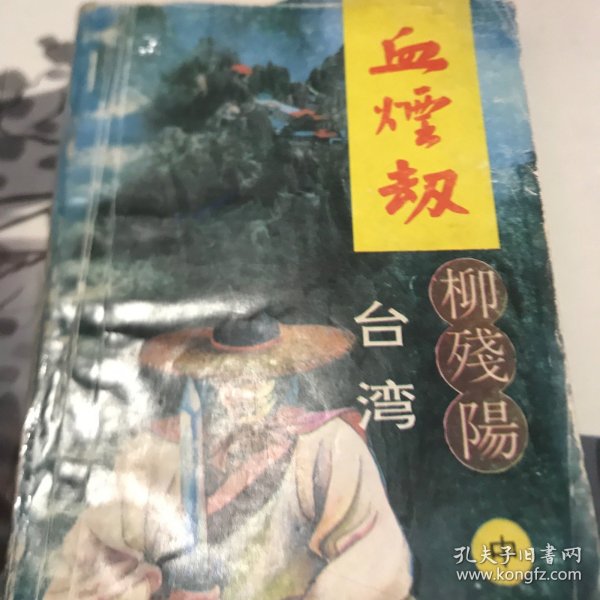 血煙劫
柳殘陽
台湾
中
孔夫子旧书网
www.kongfz.com